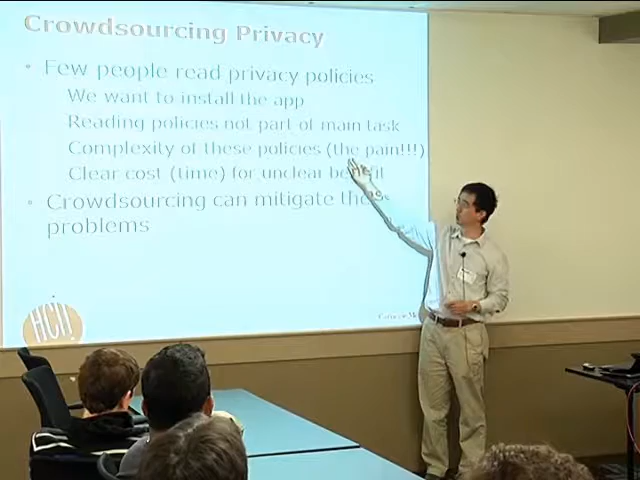 Crowdsourcing Privacy
• Few people read privacy policies
We want to install the app
Reading policies not part of main task
Complexity of these policies (the pain!!!)
Clear cost (time) for unclear benefit
• Crowdsourcing can mitigate these
problems
HCII
Carnegie